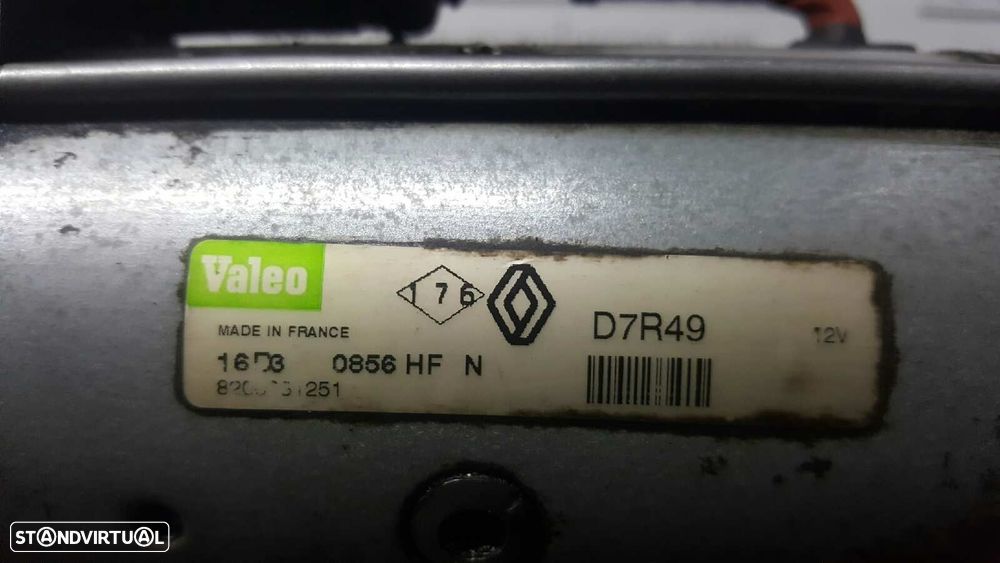 Valeo
176
D7R49
12V
MADE IN FRANCE
0856 HF N
STANDVIRTUAL